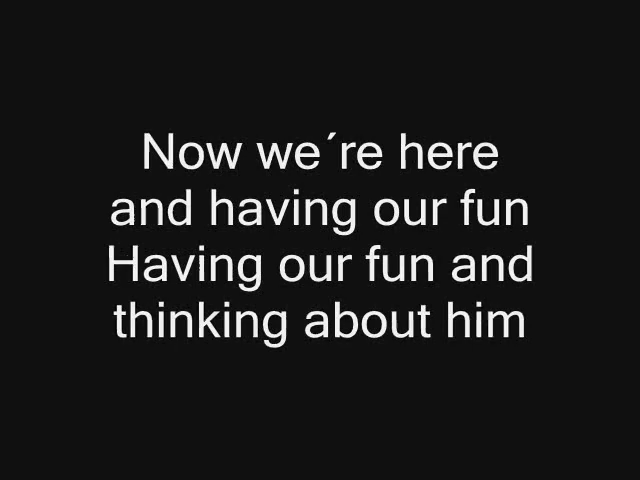 Now we´re here
and having our fun
Having our fun and
thinking about him